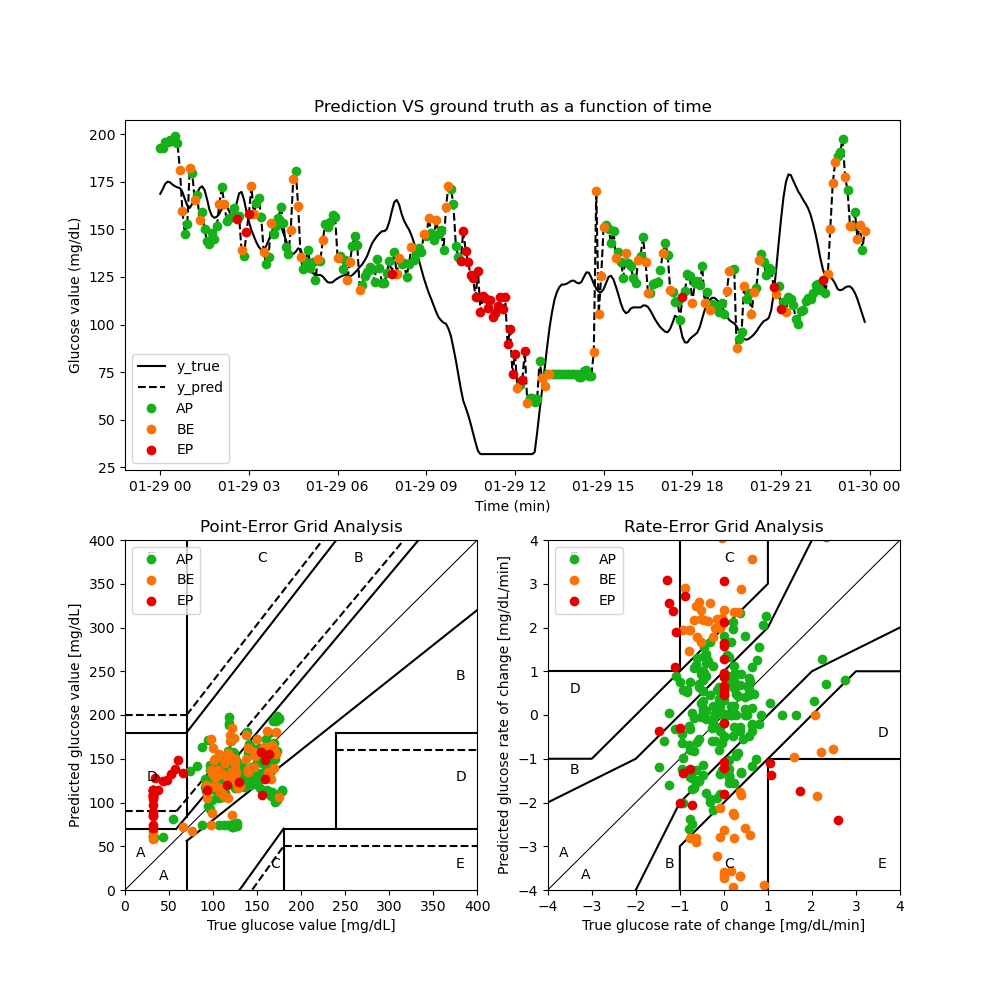 Prediction VS ground truth as a function of time
Glucose value (mg/dL)
200
175
150
125
100
75
50
25
y_true
y_pred
AP
BE
EP
01-29 00 01-29 03 01-29 06 01-29 09 01-29 12 01-29 15 01-29 18 01-29 21 01-30 00
Time (min)
Point-Error Grid Analysis
Predicted glucose value [mg/dL]
400
350
300
250
200
150
100
50
0
AP
BE
EP
C
B
B
D
D
A
A
C
E
0 50 100 150 200 250 300 350 400
True glucose value [mg/dL]
Rate-Error Grid Analysis
Predicted glucose rate of change [mg/dL/min]
4
3
2
1
0
−1
−2
−3
−4
AP
BE
EP
C
D
D
B
A
A
B
C
E
−4 −3 −2 −1 0 1 2 3 4
True glucose rate of change [mg/dL/min]